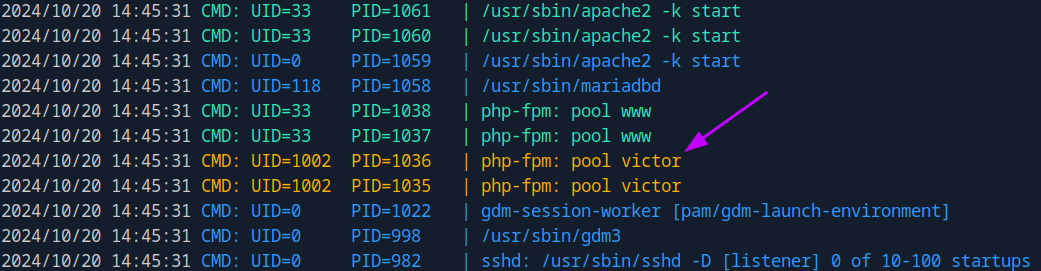 2024/10/20 14:45:31 CMD: UID=33 PID=1061 | /usr/sbin/apache2 -k start
2024/10/20 14:45:31 CMD: UID=33 PID=1060 | /usr/sbin/apache2 -k start
2024/10/20 14:45:31 CMD: UID=0 PID=1059 | /usr/sbin/apache2 -k start
2024/10/20 14:45:31 CMD: UID=118 PID=1058 | /usr/sbin/mariadbd
2024/10/20 14:45:31 CMD: UID=33 PID=1038 | php-fpm: pool www
2024/10/20 14:45:31 CMD: UID=33 PID=1037 | php-fpm: pool www
2024/10/20 14:45:31 CMD: UID=1002 PID=1036 | php-fpm: pool victor
2024/10/20 14:45:31 CMD: UID=1002 PID=1035 | php-fpm: pool victor
2024/10/20 14:45:31 CMD: UID=0 PID=1022 | gdm-session-worker [pam/gdm-launch-environment]
2024/10/20 14:45:31 CMD: UID=0 PID=998 | /usr/sbin/gdm3
2024/10/20 14:45:31 CMD: UID=0 PID=982 | sshd: /usr/sbin/sshd -D [listener] 0 of 10-100 startups